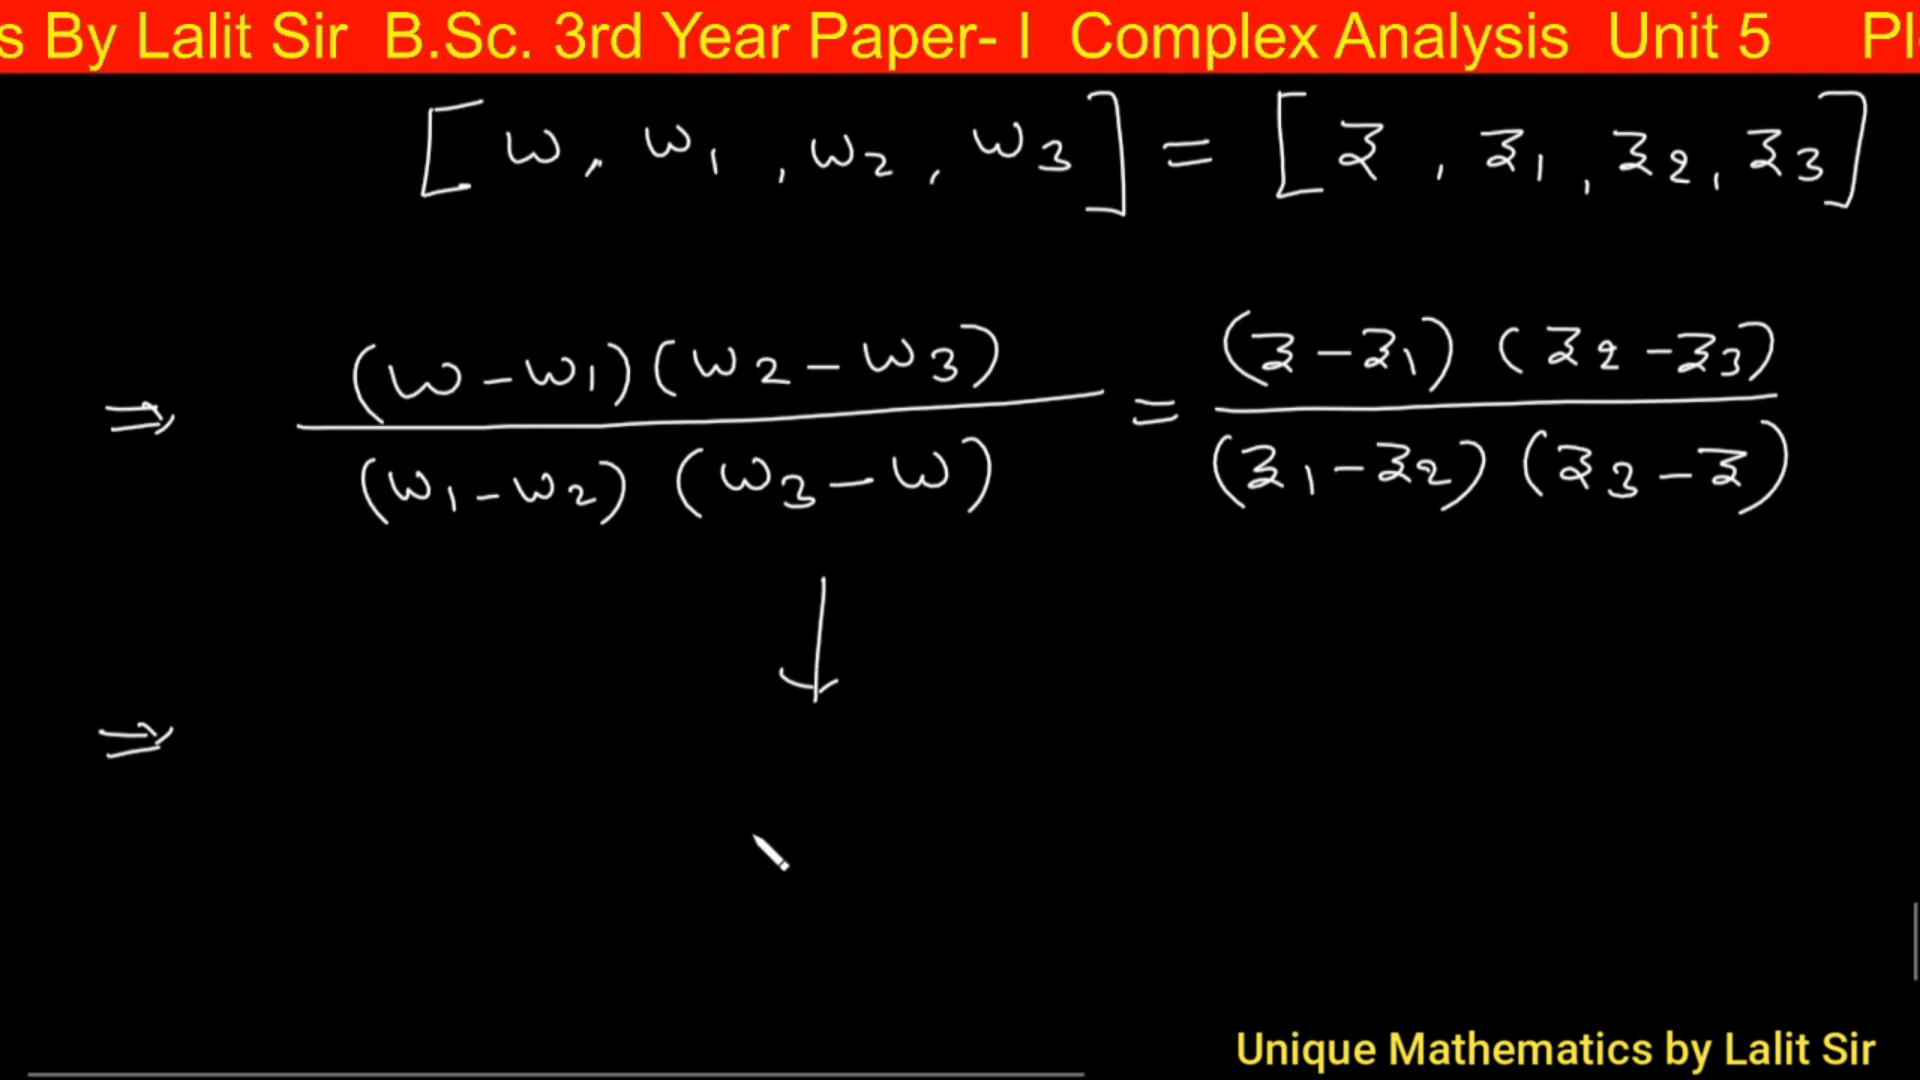 s By Lalit Sir B.Sc. 3rd Year Paper- I Complex Analysis Unit 5 Pl
[w, w1, w2, w3] = [z, z1, z2, z3]
⇒ (w-w1)(w2-w3) / (w1-w2)(w3-w) = (z-z1)(z2-z3) / (z1-z2)(z3-z)
↓
⇒
Unique Mathematics by Lalit Sir